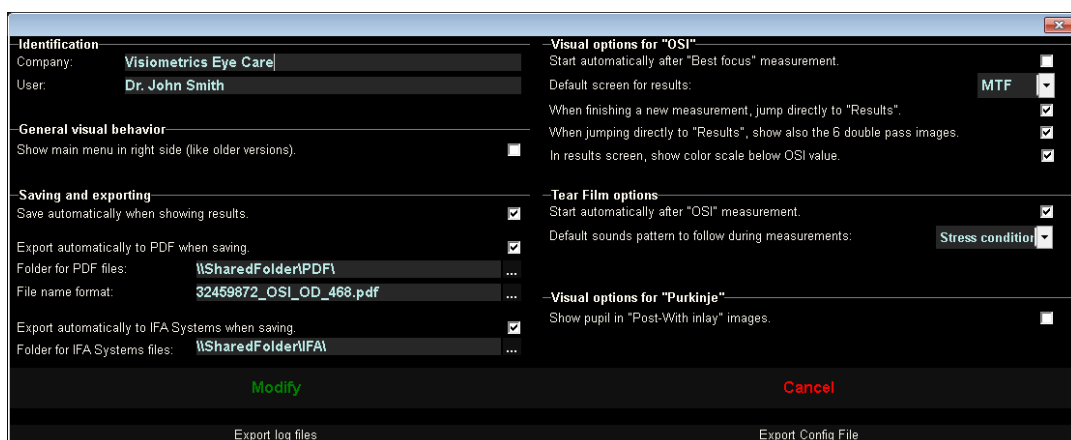 Identification
Company: Visiometrics Eye Care
User: Dr. John Smith
General visual behavior
Show main menu in right side (like older versions).
Saving and exporting
Save automatically when showing results.
Export automatically to PDF when saving.
Folder for PDF files: \\SharedFolder\PDF\ ...
File name format: 32459872_OSI_OD_468.pdf ...
Export automatically to IFA Systems when saving.
Folder for IFA Systems files: \\SharedFolder\IFA\ ...
Visual options for "OSI"
Start automatically after "Best focus" measurement.
Default screen for results: MTF
When finishing a new measurement, jump directly to "Results".
When jumping directly to "Results", show also the 6 double pass images.
In results screen, show color scale below OSI value.
Tear Film options
Start automatically after "OSI" measurement.
Default sounds pattern to follow during measurements: Stress condition
Visual options for "Purkinje"
Show pupil in "Post-With inlay" images.
Modify Cancel
Export log files Export Config File